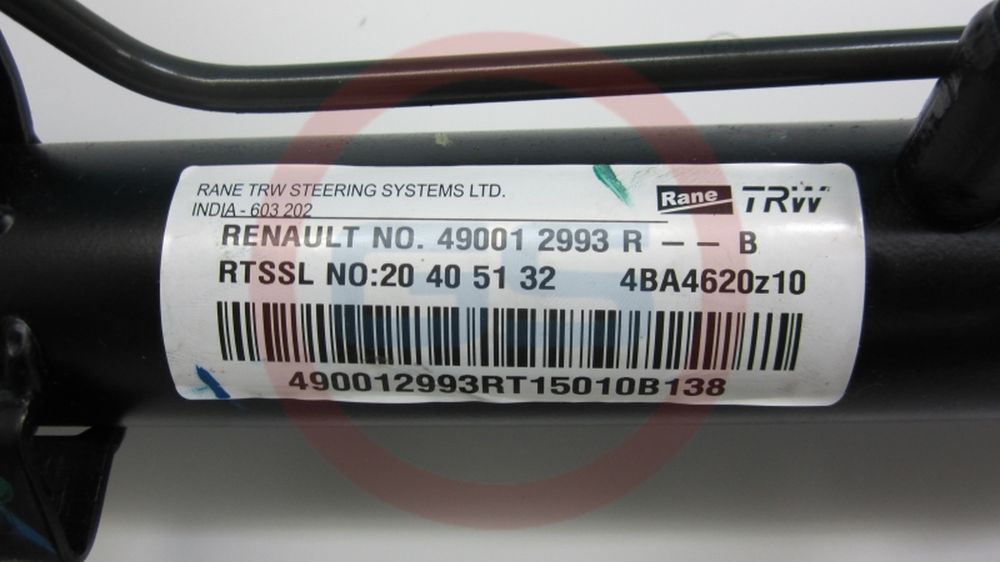 RANE TRW STEERING SYSTEMS LTD.
INDIA - 603 202
Rane TRW
RENAULT NO. 49001 2993 R – – B
RTSSL NO:20 40 51 32 4BA4620z10
490012993RT15010B138
GS